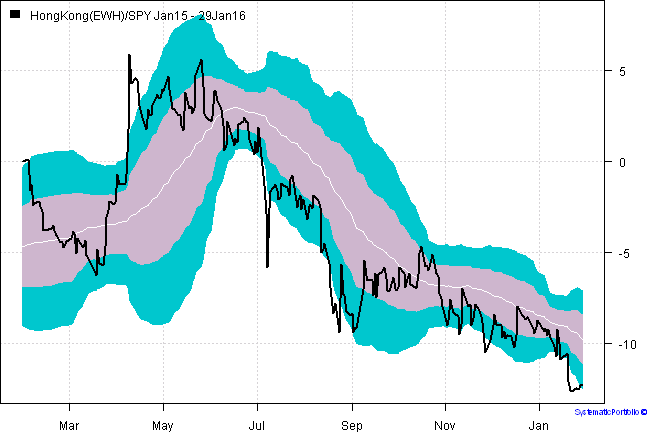 HongKong(EWH)/SPY Jan15 - 29Jan16
5
0
-5
-10
Mar May Jul Sep Nov Jan
SystematicPortfolio ©